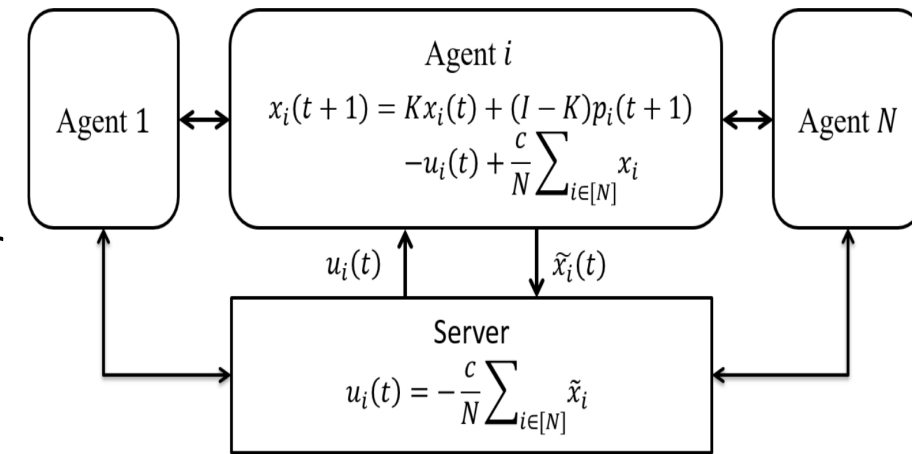 Agent 1
Agent i
x_i(t + 1) = Kx_i(t) + (I − K)p_i(t + 1)
−u_i(t) + c/N ∑_{i∈[N]} x_i
Agent N
u_i(t)
x̃_i(t)
Server
u_i(t) = − c/N ∑_{i∈[N]} x̃_i